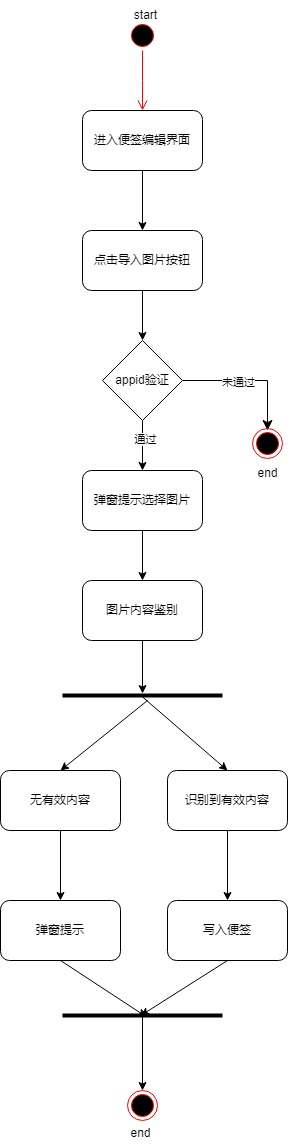 start
进入便签编辑界面
点击导入图片按钮
appid验证
未通过
通过
end
弹窗提示选择图片
图片内容鉴别
无有效内容
识别到有效内容
弹窗提示
写入便签
end